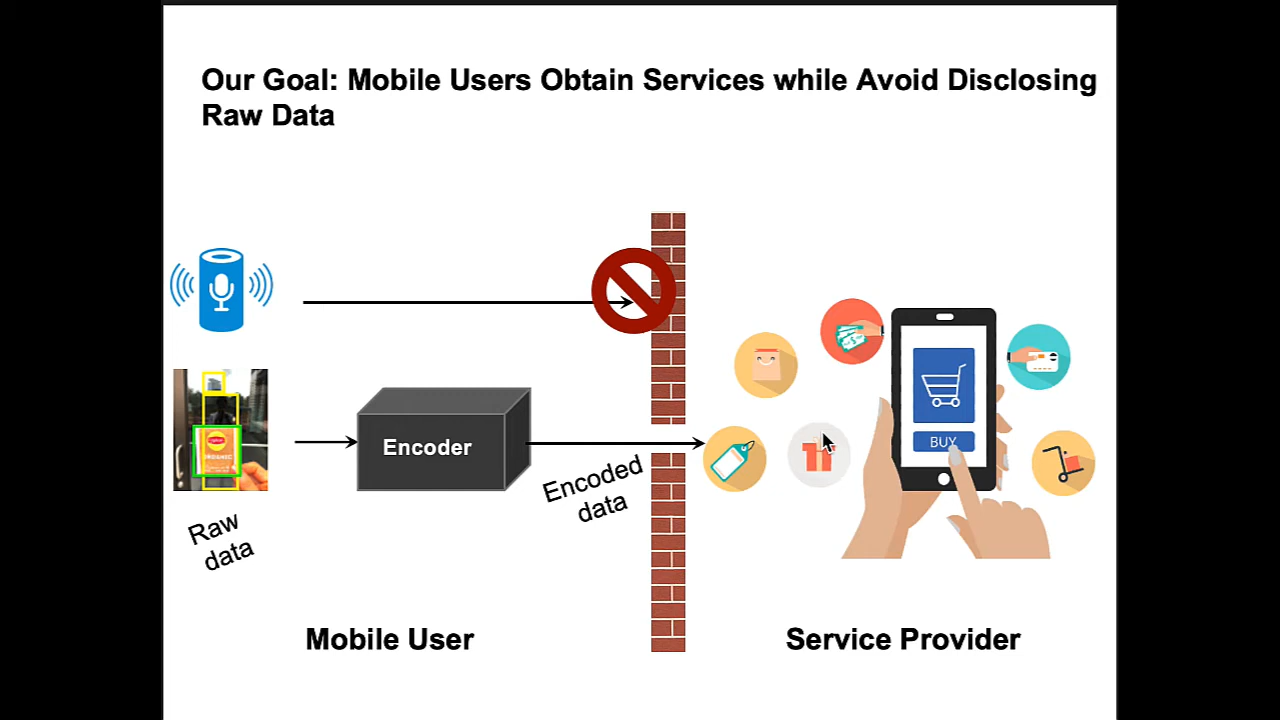 Our Goal: Mobile Users Obtain Services while Avoid Disclosing
Raw Data
Encoder
Encoded
data
Raw
data
BUY
ORGANIC
Mobile User
Service Provider